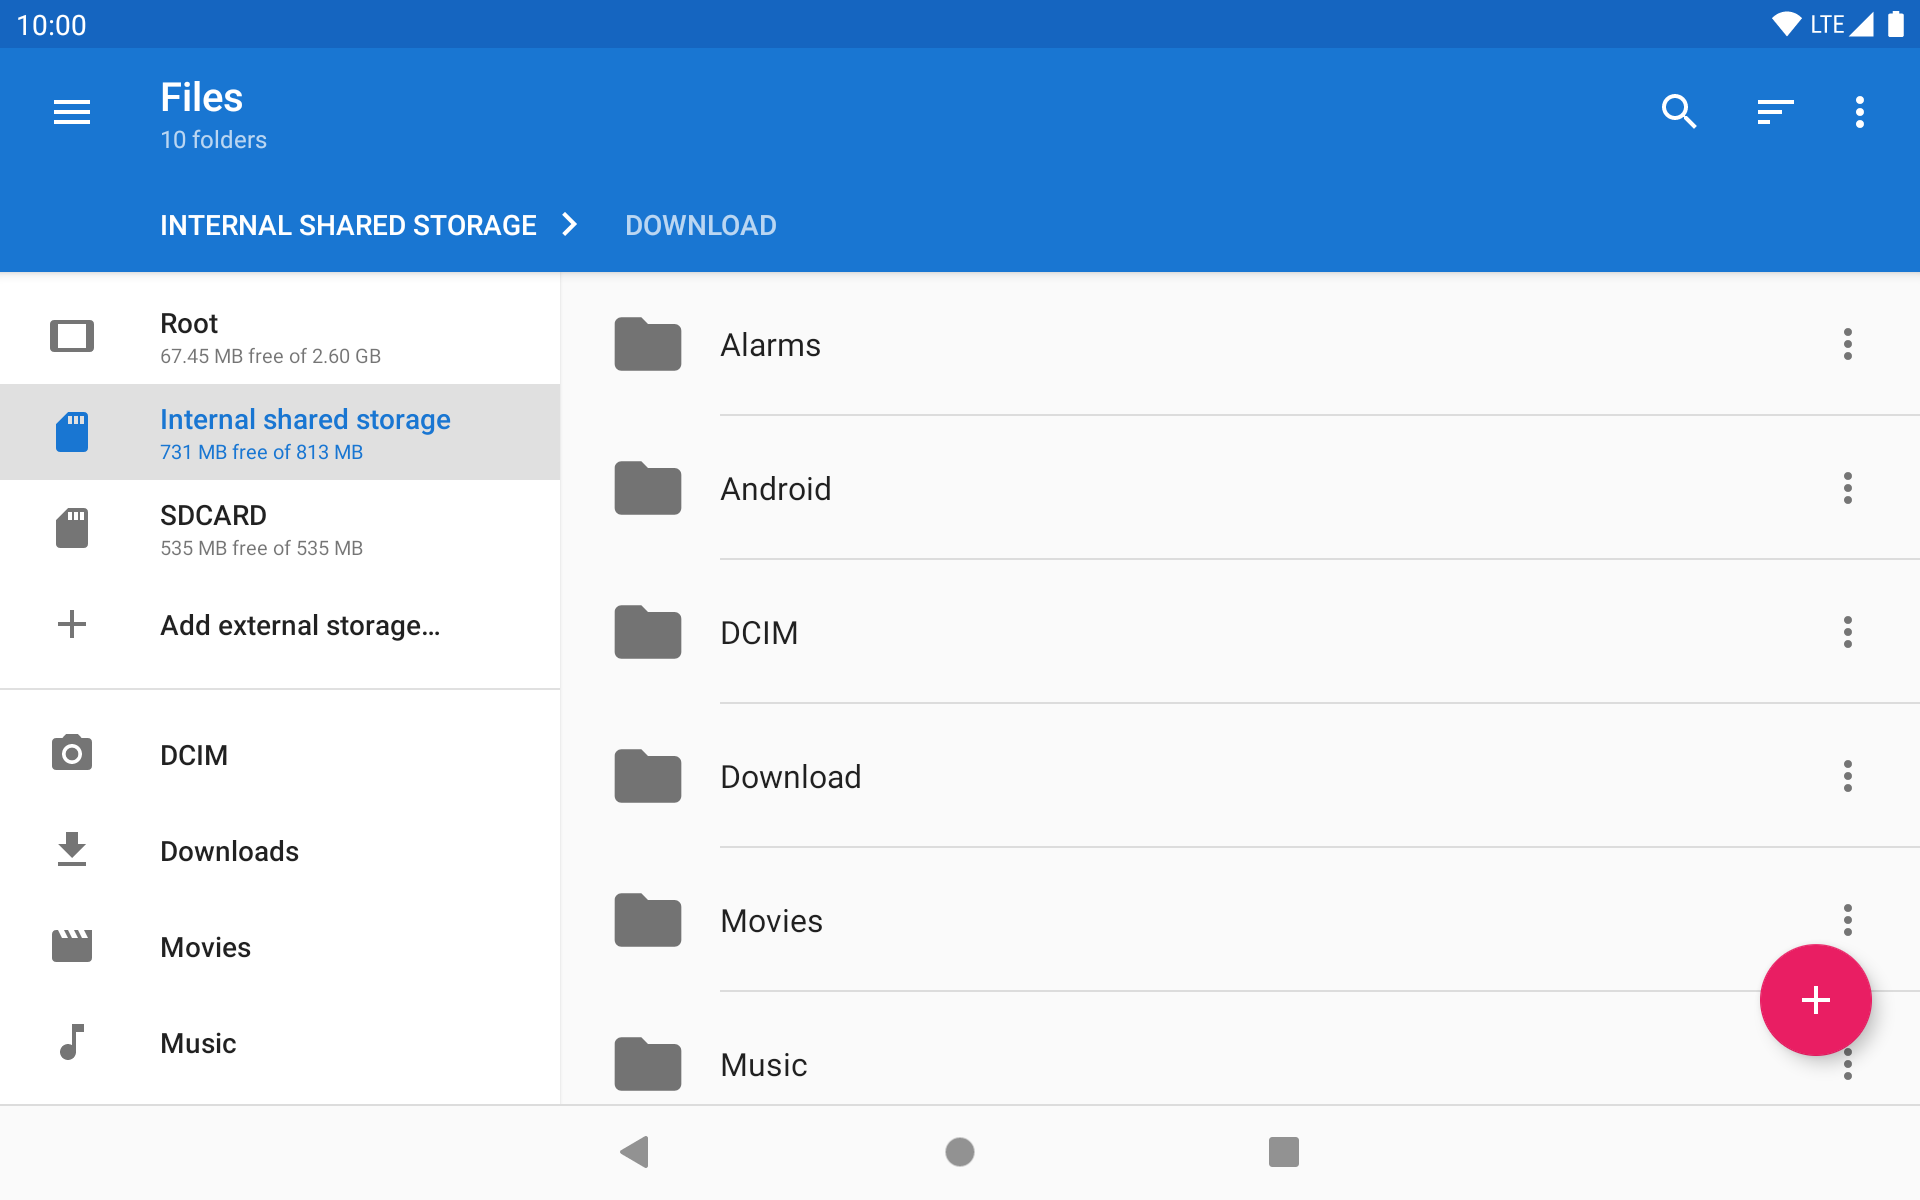 10:00
LTE
Files
10 folders
INTERNAL SHARED STORAGE
DOWNLOAD
Root
67.45 MB free of 2.60 GB
Internal shared storage
731 MB free of 813 MB
SDCARD
535 MB free of 535 MB
Add external storage…
DCIM
Downloads
Movies
Music
Alarms
Android
DCIM
Download
Movies
Music